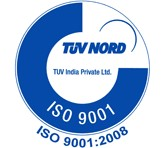 TÜV NORD
TUV India Private Ltd.
ISO 9001
ISO 9001:2008